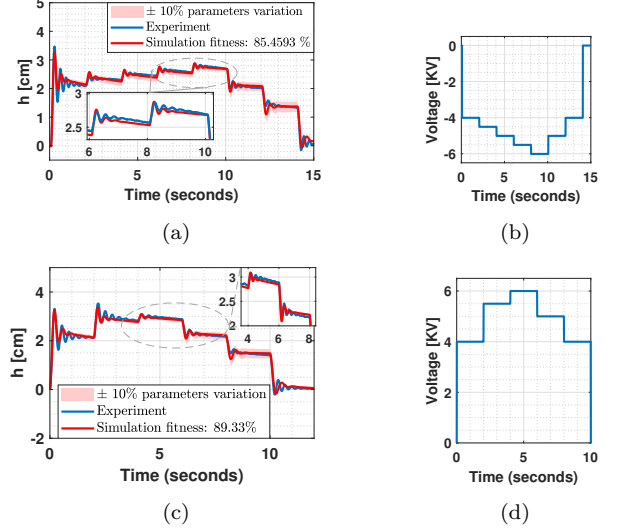 ± 10% parameters variation
Experiment
Simulation fitness: 85.4593 %
h [cm]
5
4
3
2
1
0
3
2.5
6
8
10
0
5
10
15
Time (seconds)
(a)
Voltage [KV]
0
-2
-4
-6
0
5
10
15
Time (seconds)
(b)
h [cm]
4
2
0
-2
3
2.5
2
4
6
8
± 10% parameters variation
Experiment
Simulation fitness: 89.33%
0
5
10
Time (seconds)
(c)
Voltage [KV]
6
4
2
0
0
5
10
Time (seconds)
(d)